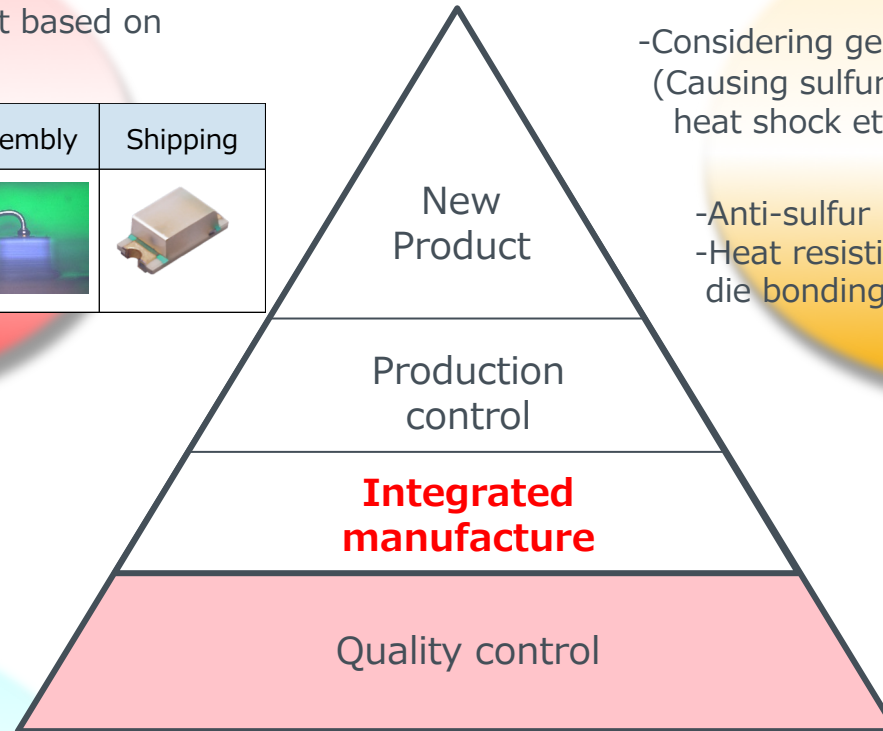 t based on
embly
Shipping
-Considering ge
(Causing sulfur
heat shock et
-Anti-sulfur
-Heat resisti
die bonding
New
Product
Production
control
Integrated
manufacture
Quality control